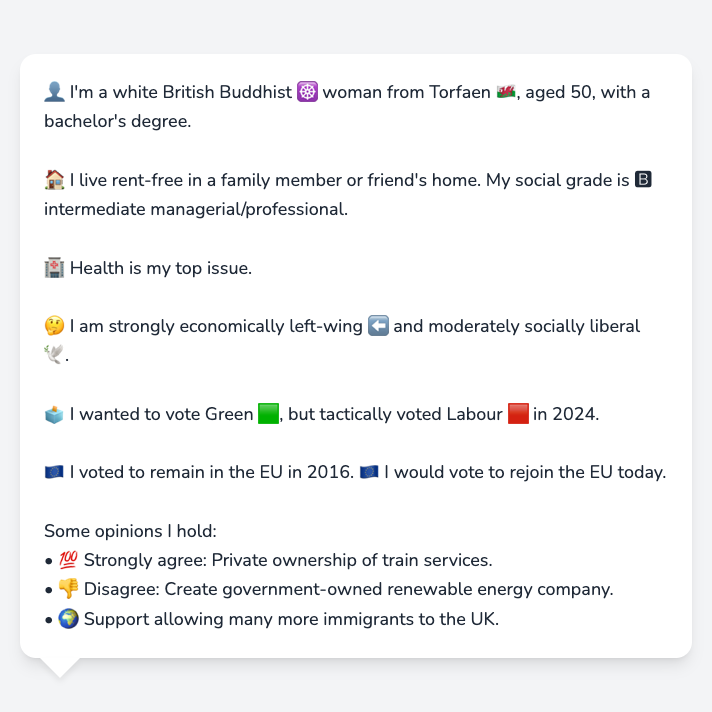 👤 I'm a white British Buddhist ☸️ woman from Torfaen 🏴󠁧󠁢󠁷󠁬󠁳󠁿, aged 50, with a
bachelor's degree.
🏠 I live rent-free in a family member or friend's home. My social grade is 🅱
intermediate managerial/professional.
🏥 Health is my top issue.
🤔 I am strongly economically left-wing ⬅️ and moderately socially liberal
🕊️.
🗳️ I wanted to vote Green 🟩, but tactically voted Labour 🟥 in 2024.
🇪🇺 I voted to remain in the EU in 2016. 🇪🇺 I would vote to rejoin the EU today.
Some opinions I hold:
• 💯 Strongly agree: Private ownership of train services.
• 👎 Disagree: Create government-owned renewable energy company.
• 🌍 Support allowing many more immigrants to the UK.